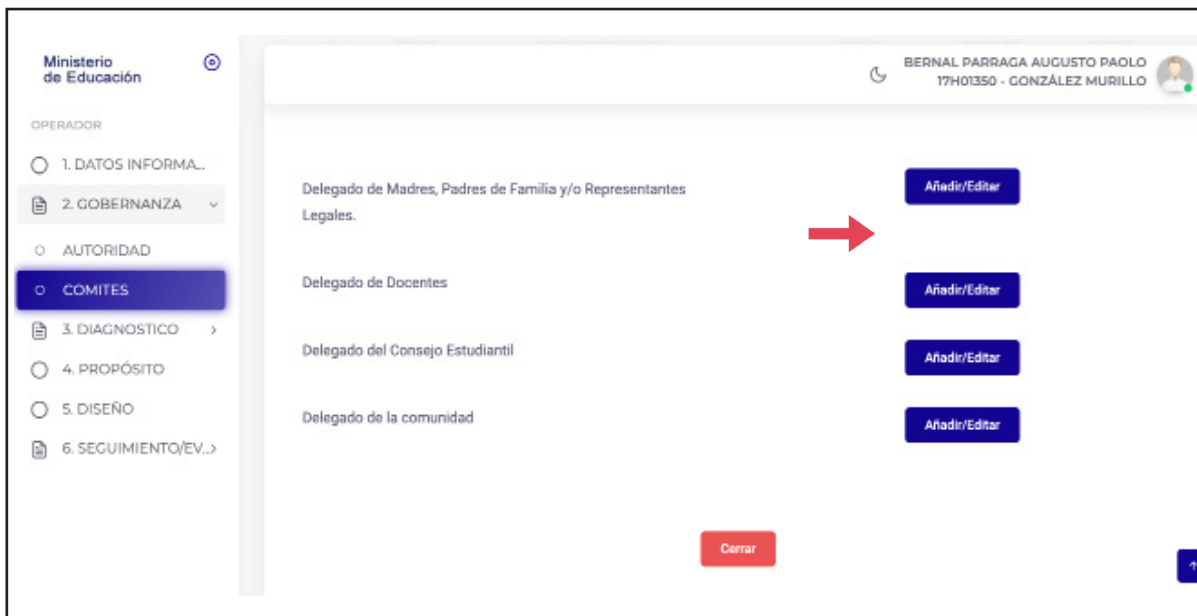 Ministerio
de Educación
BERNAL PARRAGA AUGUSTO PAOLO
17H01350 - GONZÁLEZ MURILLO
OPERADOR
1. DATOS INFORMA...
2. GOBERNANZA
AUTORIDAD
COMITES
3. DIAGNOSTICO
4. PROPÓSITO
5. DISEÑO
6. SEGUIMIENTO/EV...
Delegado de Madres, Padres de Familia y/o Representantes
Legales.
Añadir/Editar
Delegado de Docentes
Añadir/Editar
Delegado del Consejo Estudiantil
Añadir/Editar
Delegado de la comunidad
Añadir/Editar
Cerrar